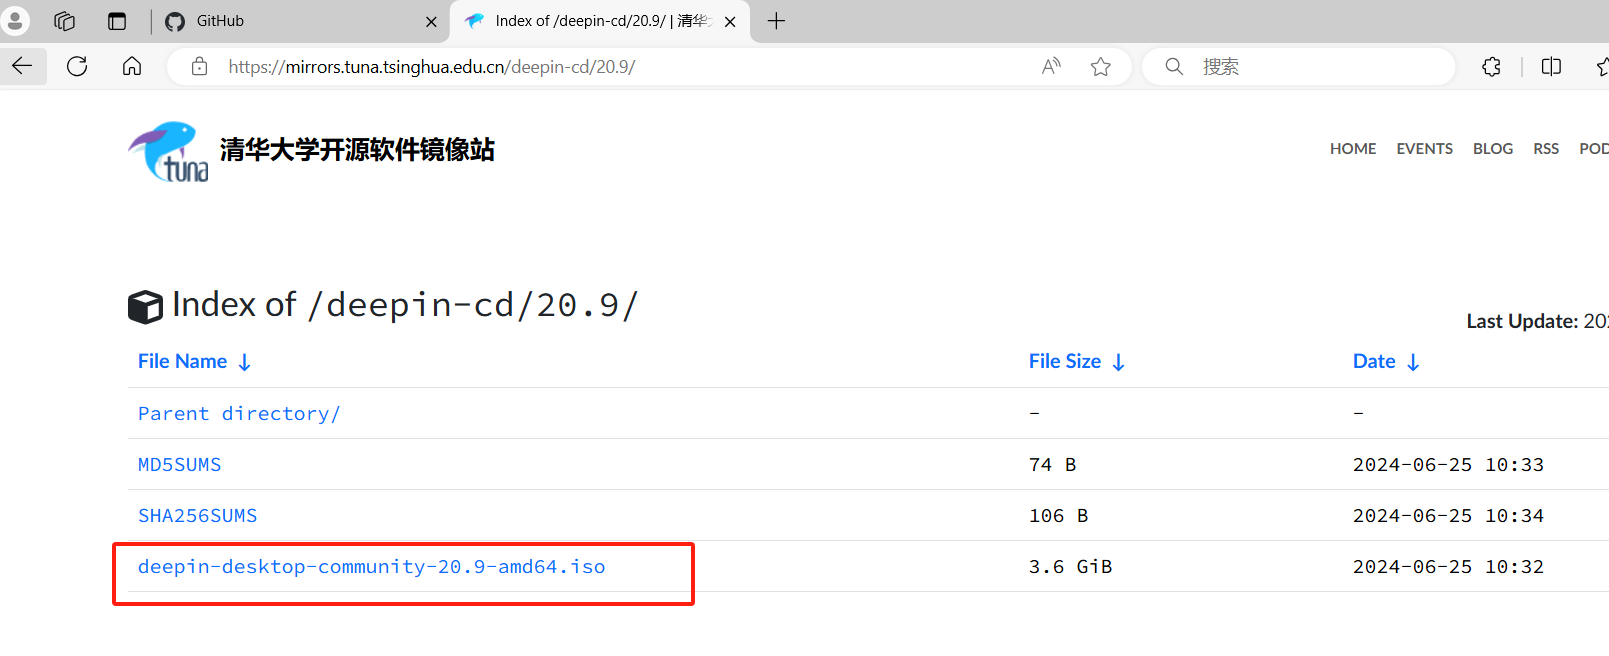 GitHub
Index of /deepin-cd/20.9/ | 清华
https://mirrors.tuna.tsinghua.edu.cn/deepin-cd/20.9/
搜索
tuna
清华大学开源软件镜像站
HOME EVENTS BLOG RSS POD
Index of /deepin-cd/20.9/
Last Update: 202
File Name ↓ File Size ↓ Date ↓
Parent directory/ - -
MD5SUMS 74 B 2024-06-25 10:33
SHA256SUMS 106 B 2024-06-25 10:34
deepin-desktop-community-20.9-amd64.iso 3.6 GiB 2024-06-25 10:32